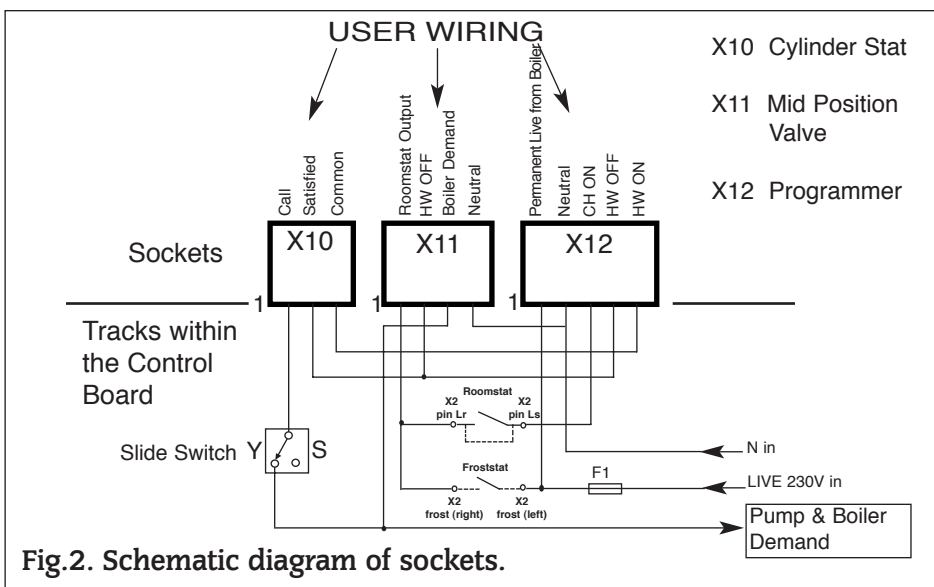 USER WIRING
X10 Cylinder Stat
X11 Mid Position
Valve
X12 Programmer
Call
Satisfied
Common
Roomstat Output
HW OFF
Boiler Demand
Neutral
Permanent Live from Boiler
Neutral
CH ON
HW OFF
HW ON
Sockets
X10
X11
X12
1
1
1
Tracks within
the Control
Board
Roomstat
X2
pin Lr
X2
pin Ls
Slide Switch
Y
S
N in
Froststat
F1
LIVE 230V in
X2
frost (right)
X2
frost (left)
Pump & Boiler
Demand
Fig.2. Schematic diagram of sockets.